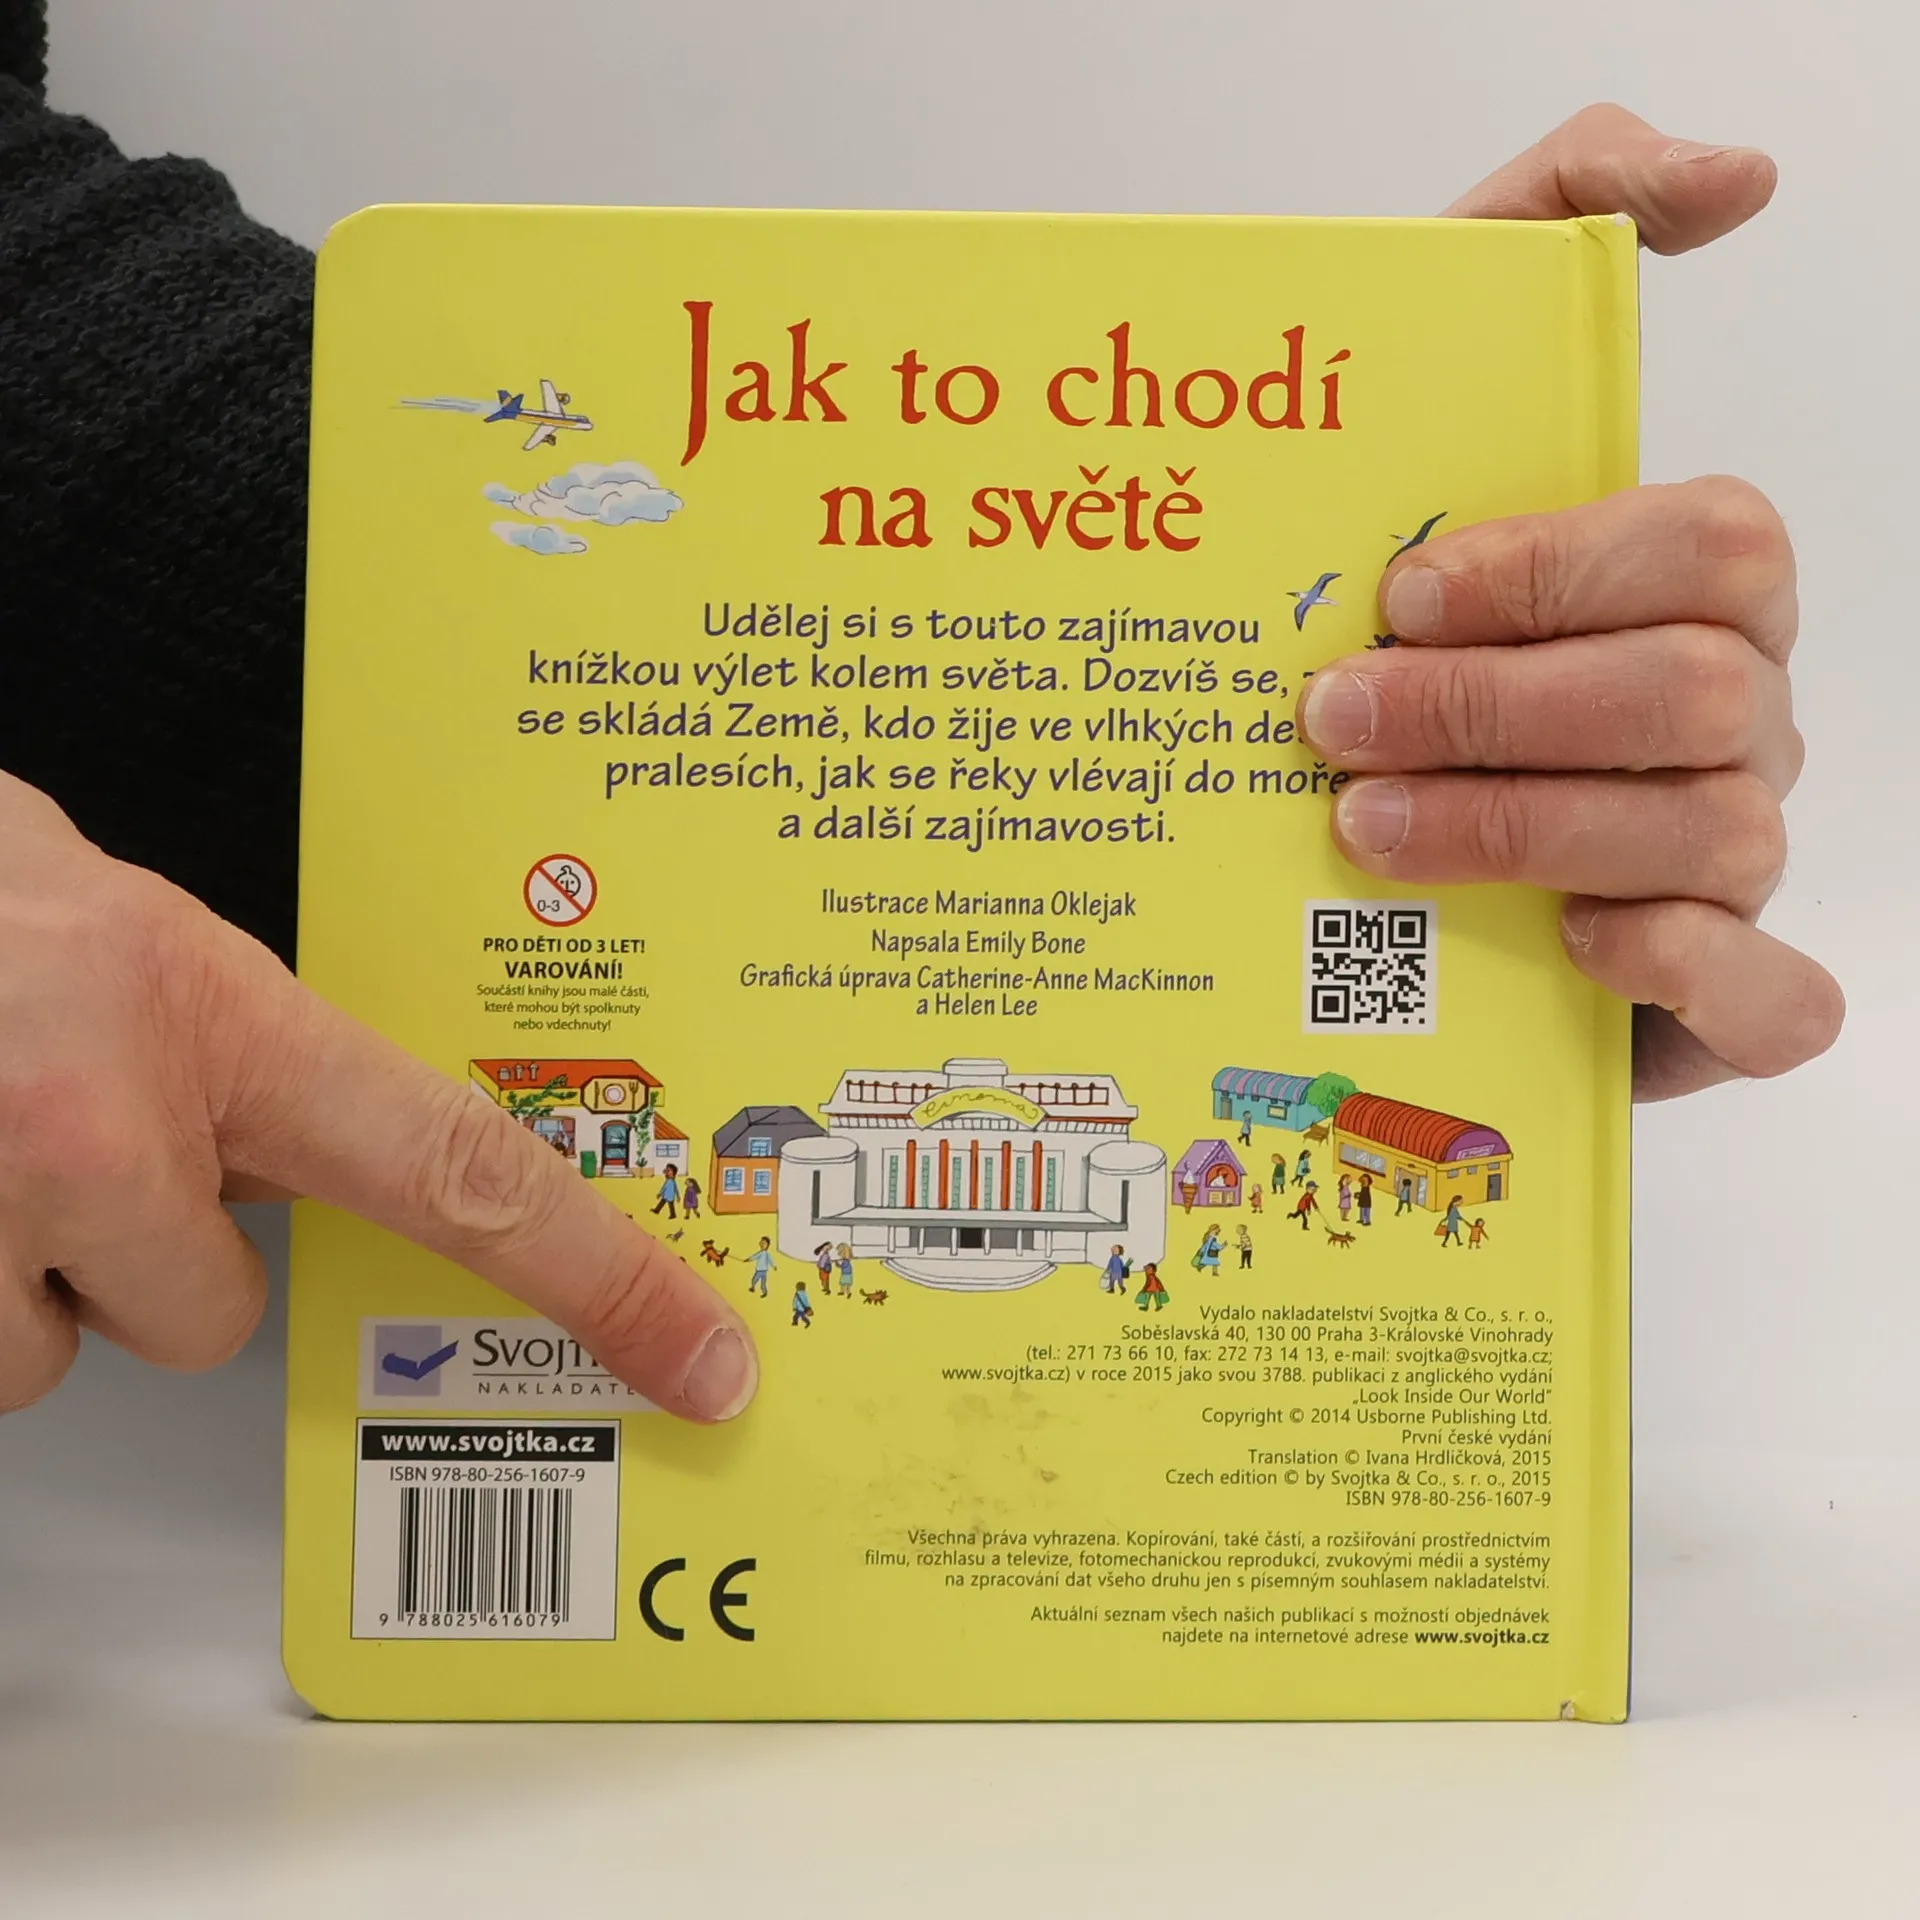 Jak to chodí
na světě
Udělej si s touto zajímavou
knížkou výlet kolem světa. Dozvíš se,
se skládá Země, kdo žije ve vlhkých
pralesích, jak se řeky vlévají do moře
a další zajímavosti.
0-3
PRO DĚTI OD 3 LET!
VAROVÁNÍ!
Součástí knihy jsou malé části,
které mohou být spolknuty
nebo vdechnuty!
Ilustrace Marianna Oklejak
Napsala Emily Bone
Grafická úprava Catherine-Anne MacKinnon
a Helen Lee
cinema
Vydalo nakladatelství Svojtka & Co., s. r. o.,
Soběslavská 40, 130 00 Praha 3-Královské Vinohrady
(tel.: 271 73 66 10, fax: 272 73 14 13, e-mail: svojtka@svojtka.cz;
www.svojtka.cz) v roce 2015 jako svou 3788. publikaci z anglického vydání
„Look Inside Our World"
Copyright © 2014 Usborne Publishing Ltd.
První české vydání
Translation © Ivana Hrdličková, 2015
Czech edition © by Svojtka & Co., s. r. o., 2015
ISBN 978-80-256-1607-9
www.svojtka.cz
ISBN 978-80-256-1607-9
9 788025 616079
CE
Všechna práva vyhrazena. Kopírování, také částí, a rozšiřování prostřednictvím
filmu, rozhlasu a televize, fotomechanickou reprodukcí, zvukovými médii a systémy
na zpracování dat všeho druhu jen s písemným souhlasem nakladatelství.
Aktuální seznam všech našich publikací s možností objednávek
najdete na internetové adrese www.svojtka.cz